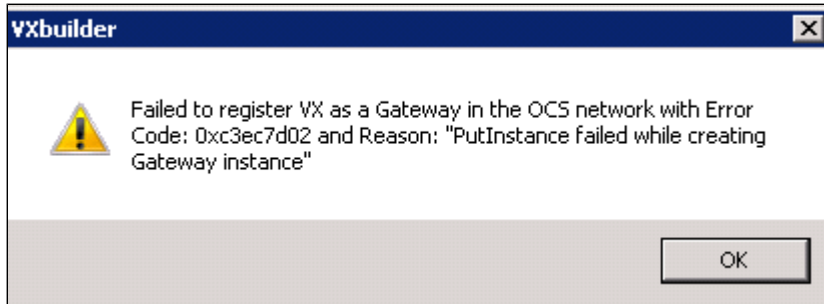 VXbuilder
Failed to register VX as a Gateway in the OCS network with Error
Code: 0xc3ec7d02 and Reason: "PutInstance failed while creating
Gateway instance"
OK